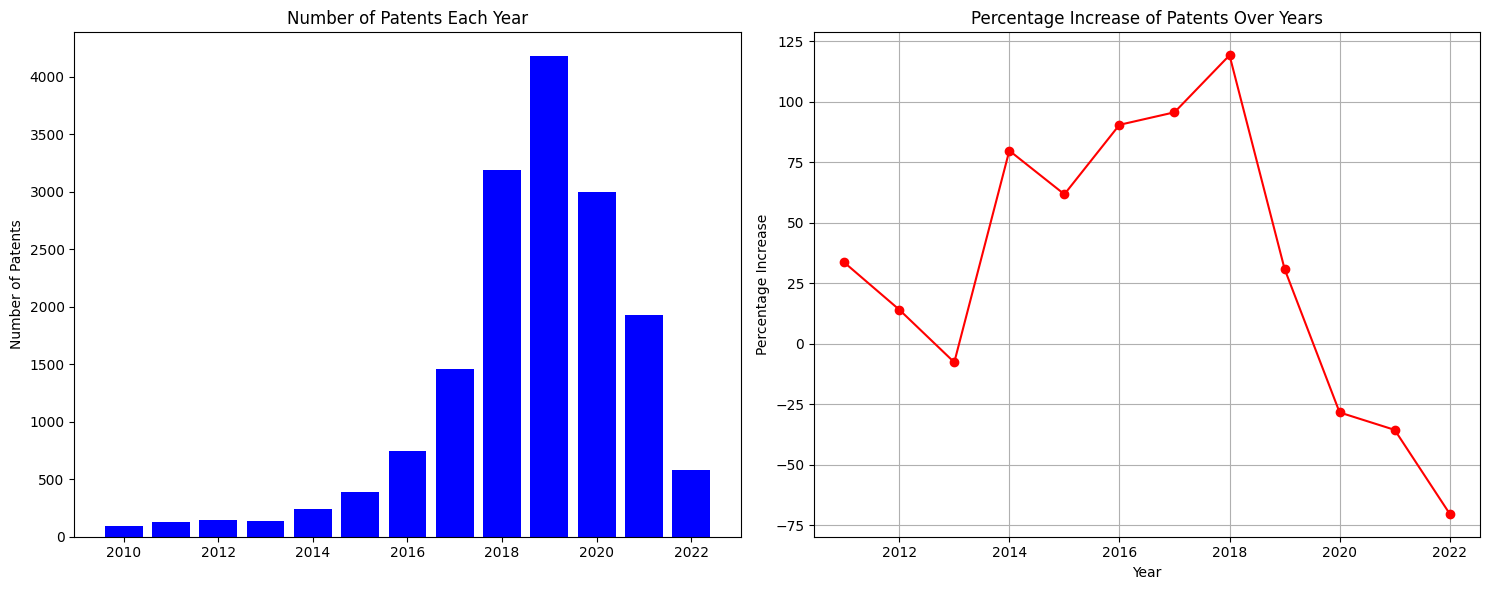 Number of Patents Each Year
Number of Patents
4000
3500
3000
2500
2000
1500
1000
500
0
2010 2012 2014 2016 2018 2020 2022
Percentage Increase of Patents Over Years
Percentage Increase
125
100
75
50
25
0
−25
−50
−75
2012 2014 2016 2018 2020 2022
Year